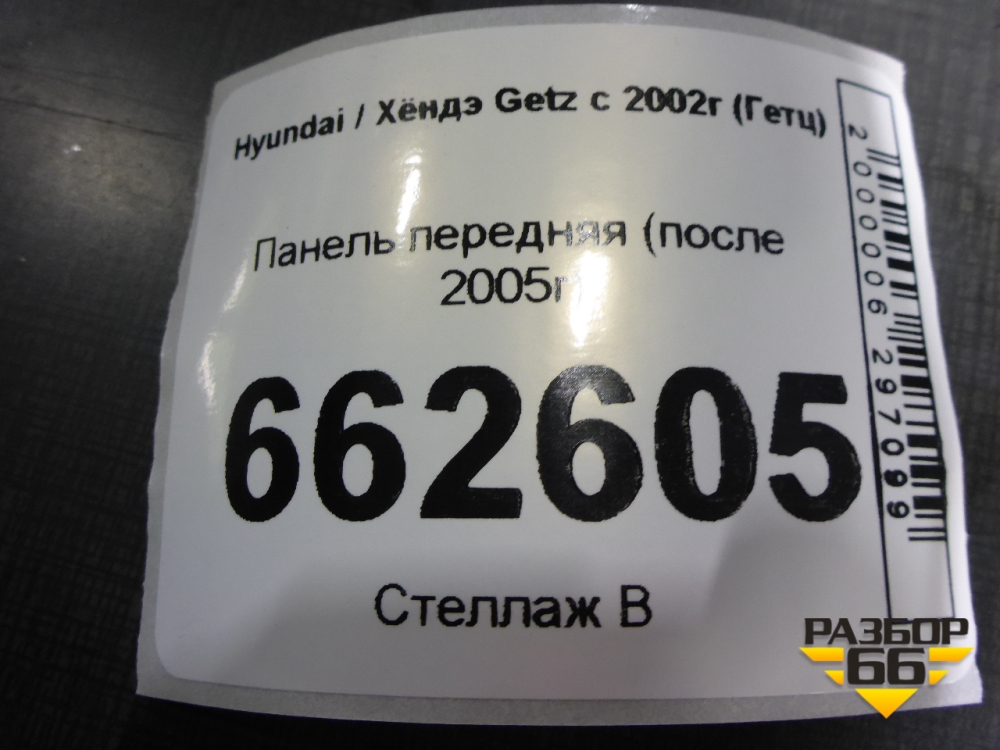 Hyundai / Хёндэ Getz с 2002г (Гетц)
Панель передняя (после
2005г)
662605
Стеллаж В
2000006297099
РАЗБОР
66